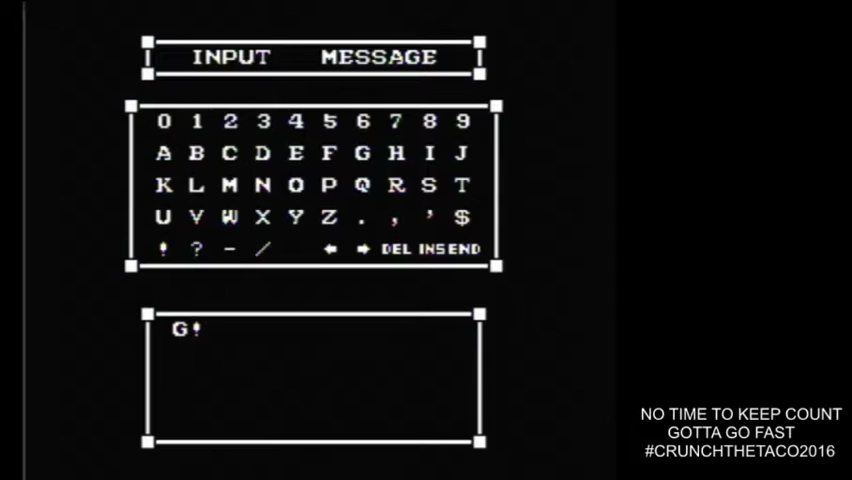 INPUT MESSAGE
0 1 2 3 4 5 6 7 8 9
A B C D E F G H I J
K L M N O P Q R S T
U V W X Y Z . , ' $
! ? - / ← → DEL INS END
G!
NO TIME TO KEEP COUNT
GOTTA GO FAST
#CRUNCHTHETACO2016